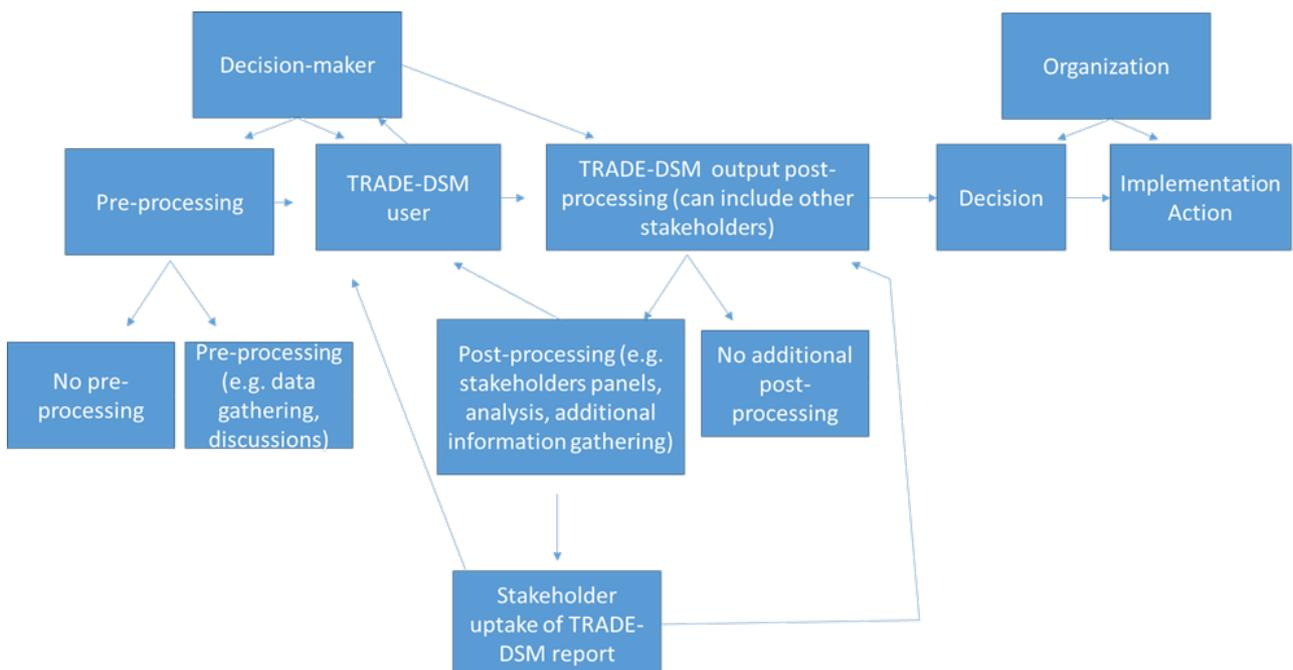 Decision-maker
Organization
Pre-processing
TRADE-DSM
user
TRADE-DSM  output post-
processing (can include other
stakeholders)
Decision
Implementation
Action
No pre-
processing
Pre-processing
(e.g. data
gathering,
discussions)
Post-processing (e.g.
stakeholders panels,
analysis, additional
information gathering)
No additional
post-
processing
Stakeholder
uptake of TRADE-
DSM report